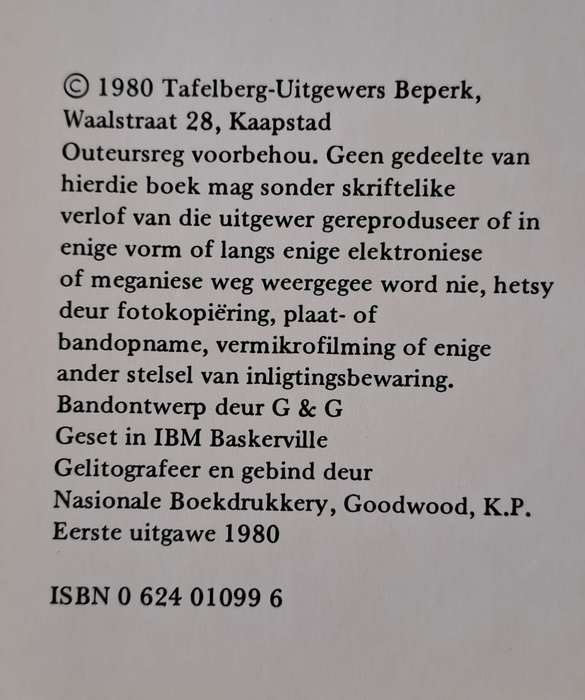 © 1980 Tafelberg-Uitgewers Beperk,
Waalstraat 28, Kaapstad
Outeursreg voorbehou. Geen gedeelte van
hierdie boek mag sonder skriftelike
verlof van die uitgewer gereproduseer of in
enige vorm of langs enige elektroniese
of meganiese weg weergegee word nie, hetsy
deur fotokopiëring, plaat- of
bandopname, vermikrofilming of enige
ander stelsel van inligtingsbewaring.
Bandontwerp deur G & G
Geset in IBM Baskerville
Gelitografeer en gebind deur
Nasionale Boekdrukkery, Goodwood, K.P.
Eerste uitgawe 1980
ISBN 0 624 01099 6